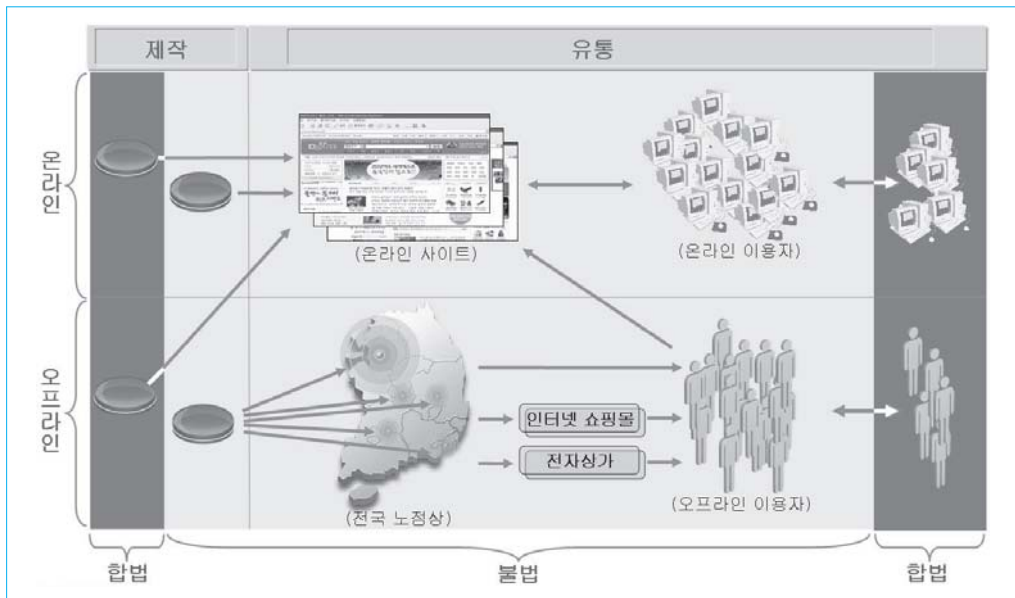 제작
유통
온라인
(온라인 사이트)
(온라인 이용자)
오프라인
인터넷 쇼핑몰
전자상가
(전국 노점상)
(오프라인 이용자)
합법
불법
합법